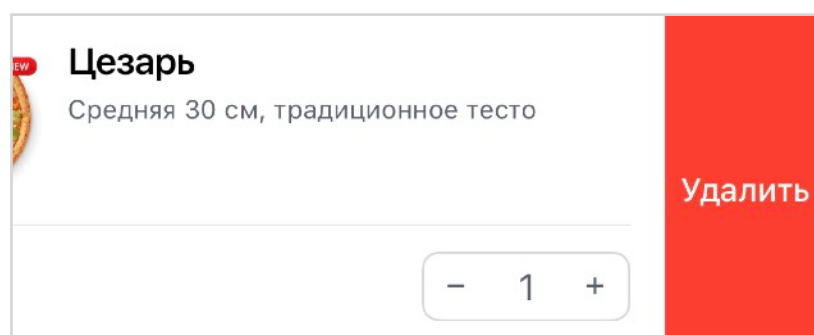 Цезарь
Средняя 30 см, традиционное тесто
Удалить
− 1 +